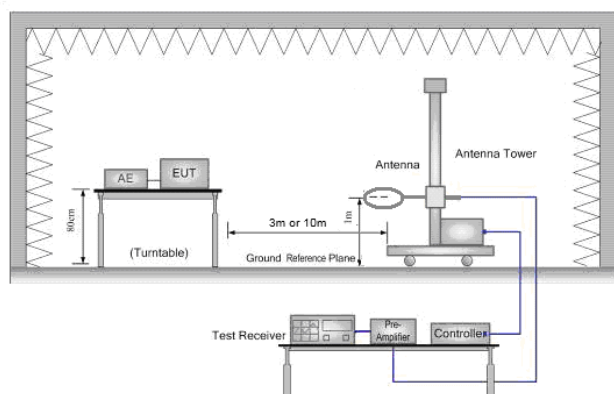 AE
EUT
Antenna
Antenna Tower
80cm
(Turntable)
3m or 10m
1m
Ground Reference Plane
Test Receiver
Pre-
Amplifier
Controller